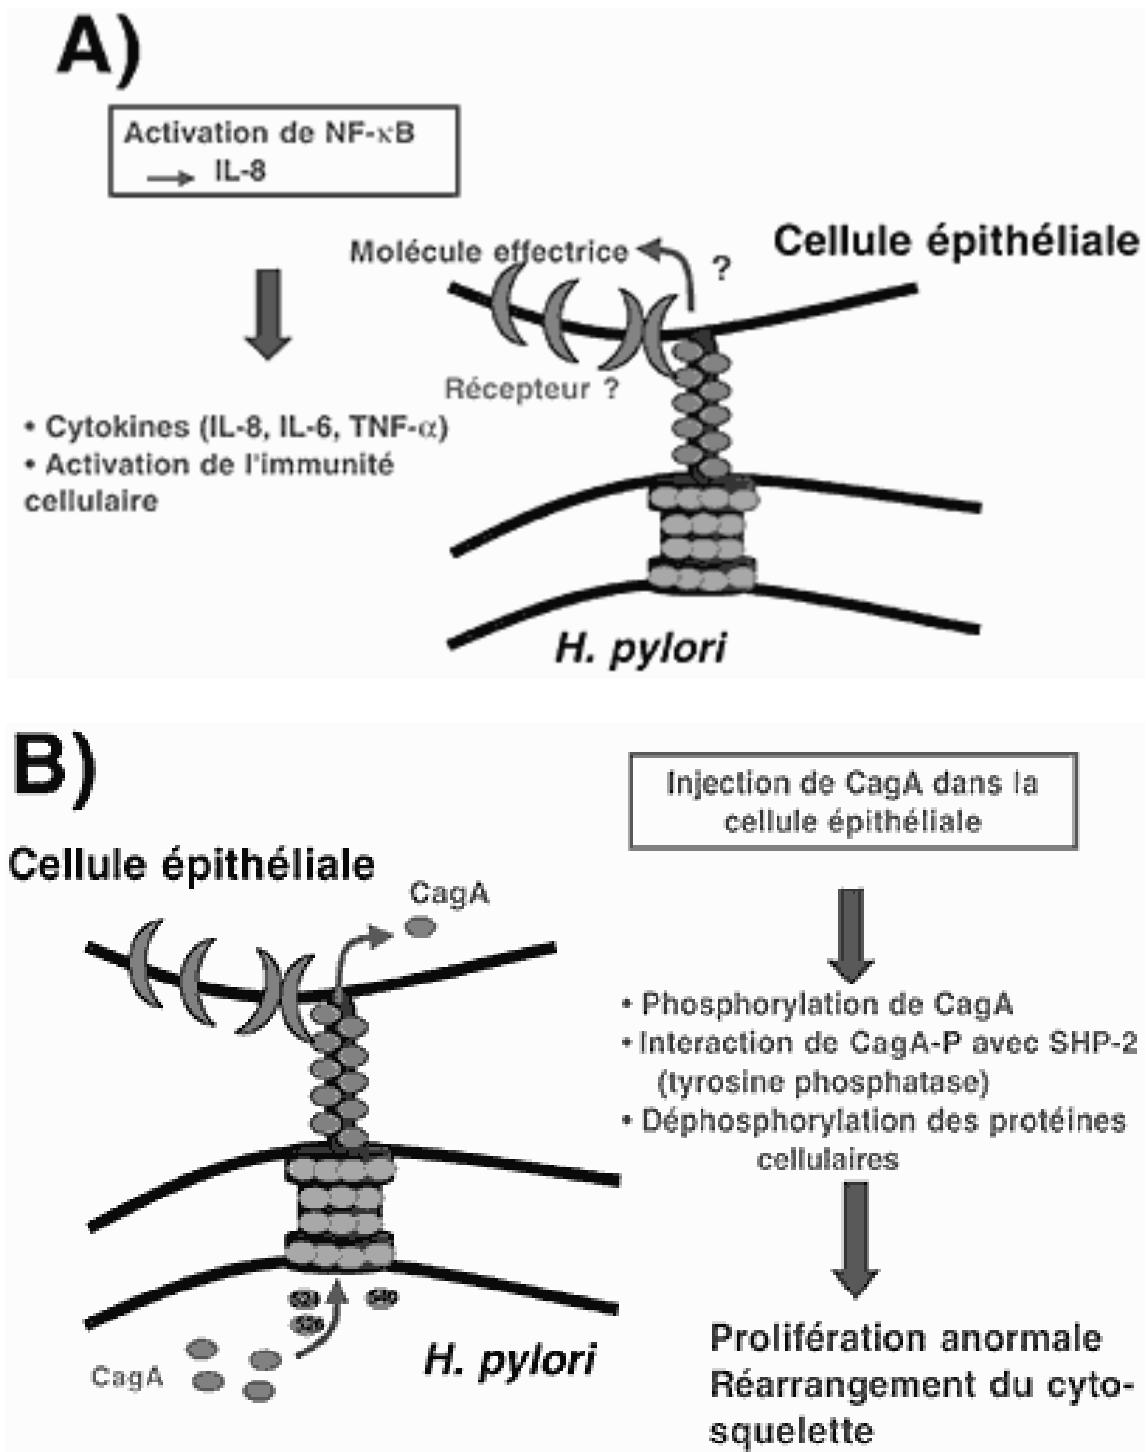 A)
Activation de NF-κB
→ IL-8
Molécule effectrice
?
Cellule épithéliale
Récepteur ?
• Cytokines (IL-8, IL-6, TNF-α)
• Activation de l'immunité
cellulaire
H. pylori
B)
Injection de CagA dans la
cellule épithéliale
Cellule épithéliale
CagA
• Phosphorylation de CagA
• Interaction de CagA-P avec SHP-2
(tyrosine phosphatase)
• Déphosphorylation des protéines
cellulaires
CagA
H. pylori
Prolifération anormale
Réarrangement du cyto-
squelette